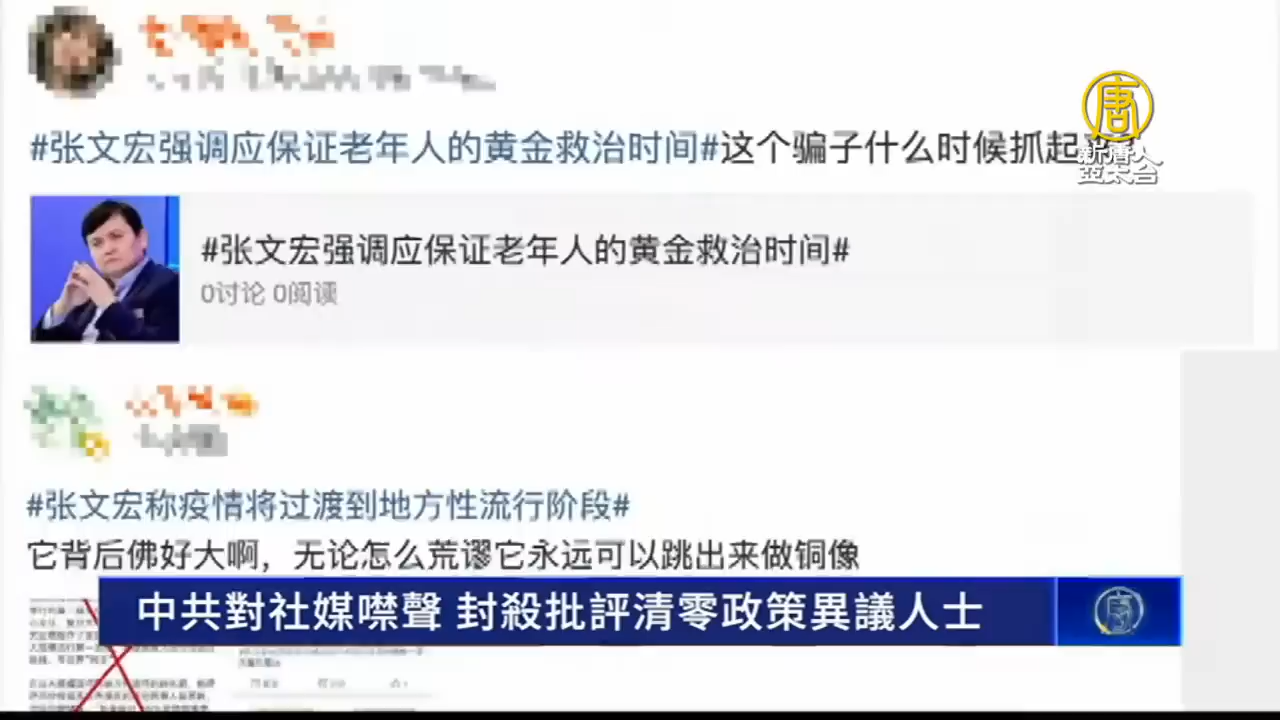 #张文宏强调应保证老年人的黄金救治时间#这个骗子什么时候抓起
唐
新唐人
亞太台
#张文宏强调应保证老年人的黄金救治时间#
0讨论 0阅读
#张文宏称疫情将过渡到地方性流行阶段#
它背后佛好大啊，无论怎么荒谬它永远可以跳出来做铜像
中共對社媒噤聲 封殺批評清零政策異議人士
唐